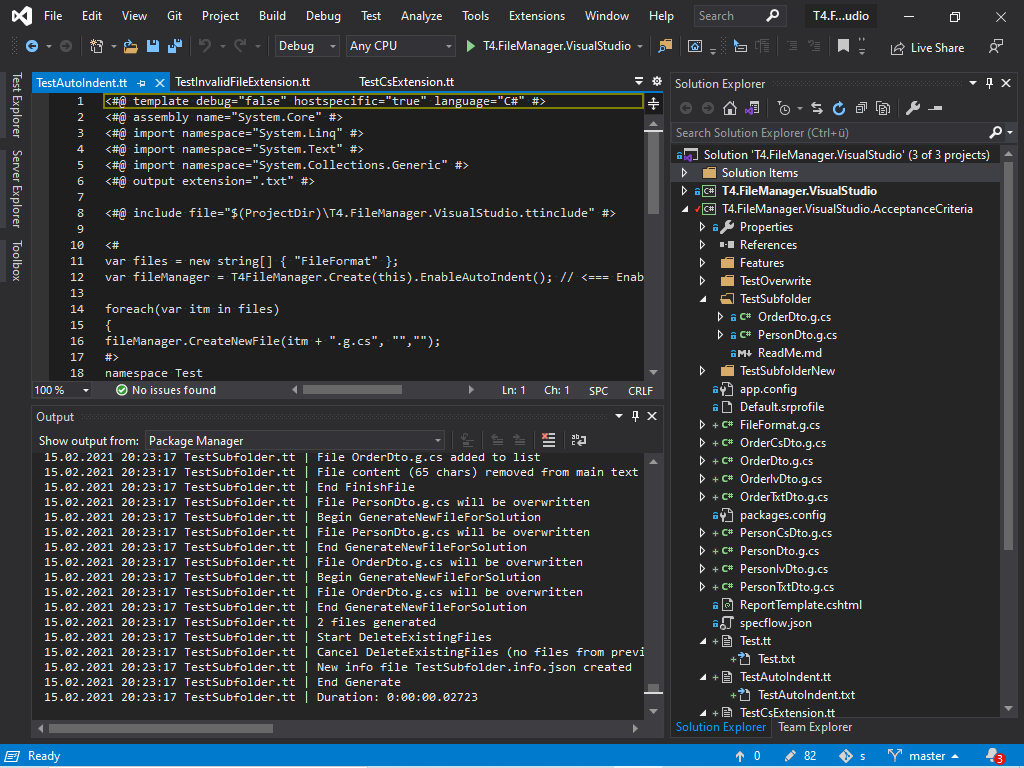 File Edit View Git Project Build Debug Test Analyze Tools Extensions Window Help Search T4.F...udio
Debug Any CPU T4.FileManager.VisualStudio Live Share
Test Explorer
Server Explorer
Toolbox
TestAutoIndent.tt TestInvalidFileExtension.tt TestCsExtension.tt
1 <#@ template debug="false" hostspecific="true" language="C#" #>
2 <#@ assembly name="System.Core" #>
3 <#@ import namespace="System.Linq" #>
4 <#@ import namespace="System.Text" #>
5 <#@ import namespace="System.Collections.Generic" #>
6 <#@ output extension=".txt" #>
7
8 <#@ include file="$(ProjectDir)\T4.FileManager.VisualStudio.ttinclude" #>
9
10 <#
11 var files = new string[] { "FileFormat" };
12 var fileManager = T4FileManager.Create(this).EnableAutoIndent(); // <=== Enab
13
14 foreach(var itm in files)
15 {
16 fileManager.CreateNewFile(itm + ".g.cs", "","");
17 #>
18 namespace Test
100 % No issues found Ln: 1 Ch: 1 SPC CRLF
Output
Show output from: Package Manager
15.02.2021 20:23:17 TestSubfolder.tt | File OrderDto.g.cs added to list
15.02.2021 20:23:17 TestSubfolder.tt | File content (65 chars) removed from main text
15.02.2021 20:23:17 TestSubfolder.tt | End FinishFile
15.02.2021 20:23:17 TestSubfolder.tt | File PersonDto.g.cs will be overwritten
15.02.2021 20:23:17 TestSubfolder.tt | Begin GenerateNewFileForSolution
15.02.2021 20:23:17 TestSubfolder.tt | File PersonDto.g.cs will be overwritten
15.02.2021 20:23:17 TestSubfolder.tt | End GenerateNewFileForSolution
15.02.2021 20:23:17 TestSubfolder.tt | File OrderDto.g.cs will be overwritten
15.02.2021 20:23:17 TestSubfolder.tt | Begin GenerateNewFileForSolution
15.02.2021 20:23:17 TestSubfolder.tt | File OrderDto.g.cs will be overwritten
15.02.2021 20:23:17 TestSubfolder.tt | End GenerateNewFileForSolution
15.02.2021 20:23:17 TestSubfolder.tt | 2 files generated
15.02.2021 20:23:17 TestSubfolder.tt | Start DeleteExistingFiles
15.02.2021 20:23:17 TestSubfolder.tt | Cancel DeleteExistingFiles (no files from previ
15.02.2021 20:23:17 TestSubfolder.tt | New info file TestSubfolder.info.json created
15.02.2021 20:23:17 TestSubfolder.tt | End Generate
15.02.2021 20:23:17 TestSubfolder.tt | Duration: 0:00:00.02723
Solution Explorer
Search Solution Explorer (Ctrl+ü)
Solution 'T4.FileManager.VisualStudio' (3 of 3 projects)
Solution Items
C# T4.FileManager.VisualStudio
C# T4.FileManager.VisualStudio.AcceptanceCriteria
Properties
References
Features
TestOverwrite
TestSubfolder
C# OrderDto.g.cs
C# PersonDto.g.cs
M ReadMe.md
TestSubfolderNew
app.config
Default.srprofile
C# FileFormat.g.cs
C# OrderCsDto.g.cs
C# OrderDto.g.cs
C# OrderIvDto.g.cs
C# OrderTxtDto.g.cs
packages.config
C# PersonCsDto.g.cs
C# PersonDto.g.cs
C# PersonIvDto.g.cs
C# PersonTxtDto.g.cs
ReportTemplate.cshtml
specflow.json
Test.tt
Test.txt
TestAutoIndent.tt
TestAutoIndent.txt
TestCsExtension.tt
Solution Explorer Team Explorer
Ready 0 82 s master 3